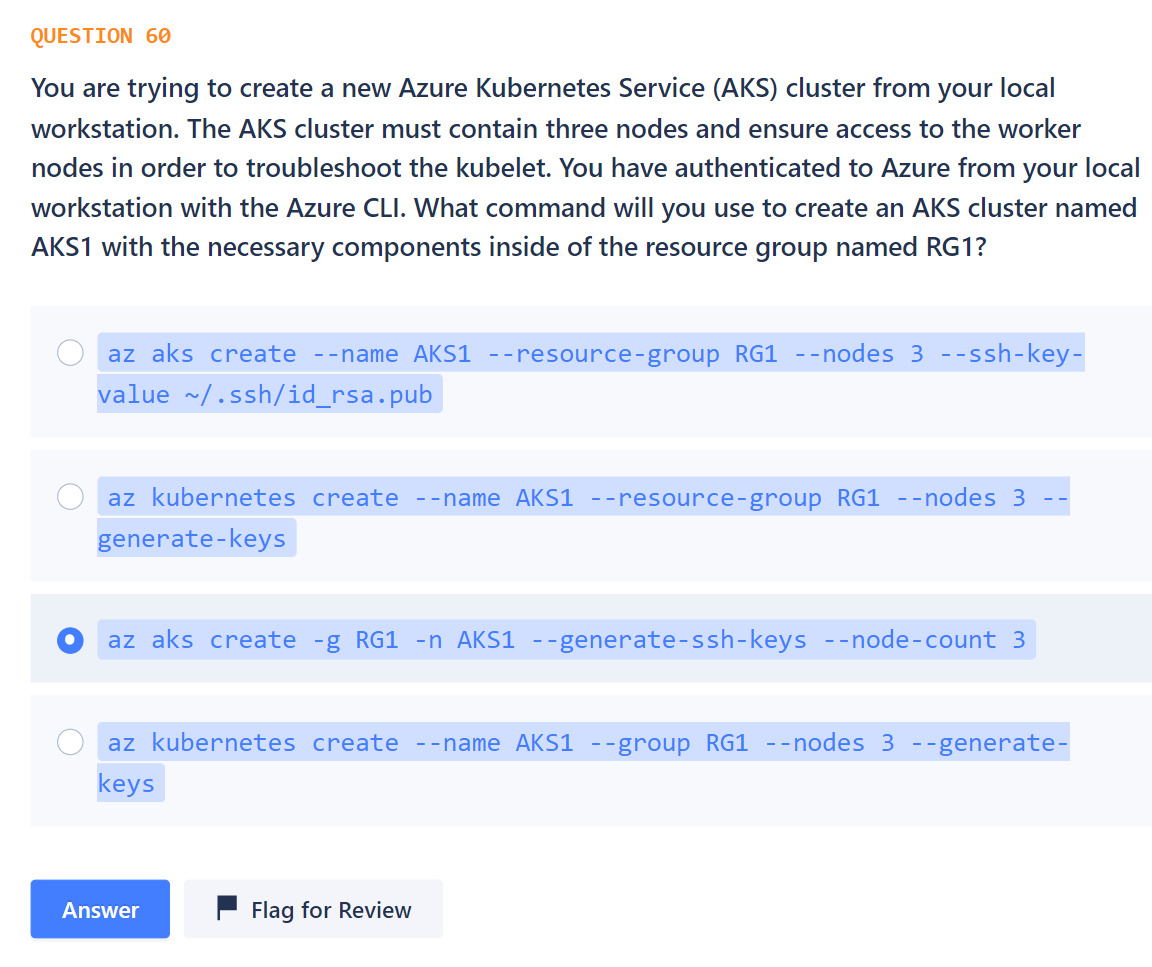 QUESTION 60
You are trying to create a new Azure Kubernetes Service (AKS) cluster from your local
workstation. The AKS cluster must contain three nodes and ensure access to the worker
nodes in order to troubleshoot the kubelet. You have authenticated to Azure from your local
workstation with the Azure CLI. What command will you use to create an AKS cluster named
AKS1 with the necessary components inside of the resource group named RG1?
az aks create --name AKS1 --resource-group RG1 --nodes 3 --ssh-key-
value ~/.ssh/id_rsa.pub
az kubernetes create --name AKS1 --resource-group RG1 --nodes 3 --
generate-keys
az aks create -g RG1 -n AKS1 --generate-ssh-keys --node-count 3
az kubernetes create --name AKS1 --group RG1 --nodes 3 --generate-
keys
Answer
Flag for Review